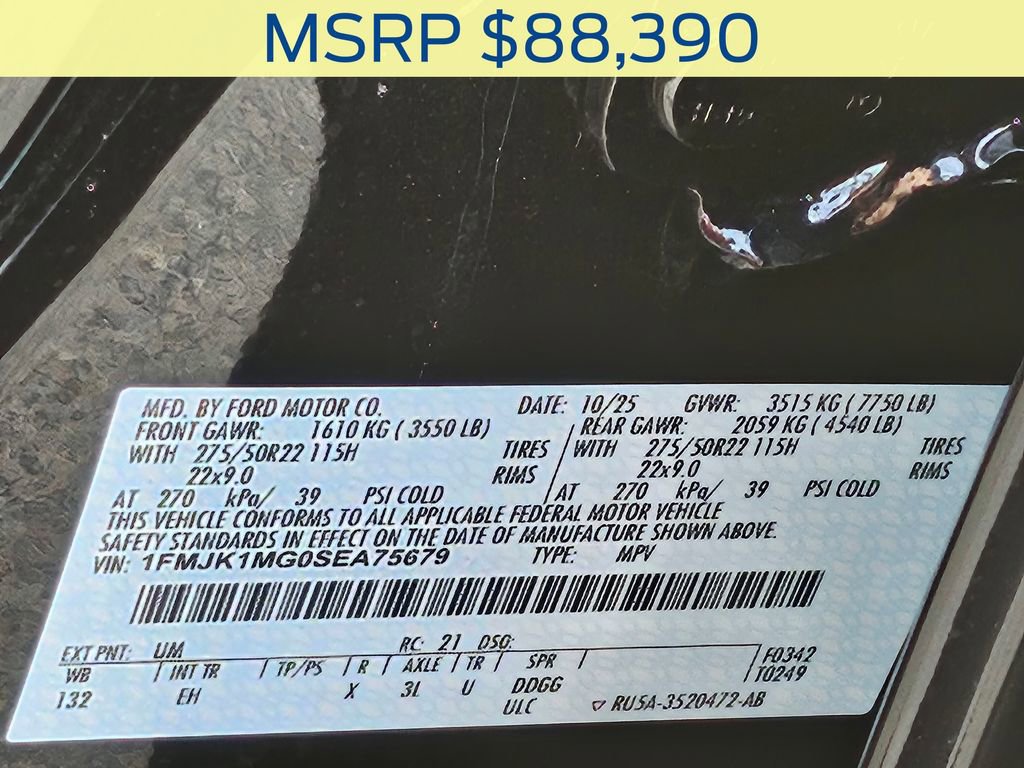 MSRP $88,390
MFD. BY FORD MOTOR CO. DATE: 10/25 GVWR: 3515 KG ( 7750 LB)
FRONT GAWR: 1610 KG ( 3550 LB) REAR GAWR: 2059 KG ( 4540 LB)
WITH 275/50R22 115H TIRES WITH 275/50R22 115H TIRES
22x9.0 RIMS 22x9.0 RIMS
AT 270 kPa/ 39 PSI COLD AT 270 kPa/ 39 PSI COLD
THIS VEHICLE CONFORMS TO ALL APPLICABLE FEDERAL MOTOR VEHICLE
SAFETY STANDARDS IN EFFECT ON THE DATE OF MANUFACTURE SHOWN ABOVE.
VIN: 1FMJK1MG0SEA75679 TYPE: MPV
EXT PNT: UM RC: 21 DSO:
WB INT TR TP/PS R AXLE TR SPR F0342
T0249
132 EH X 3L U DDGG
ULC RU5A-3520472-AB